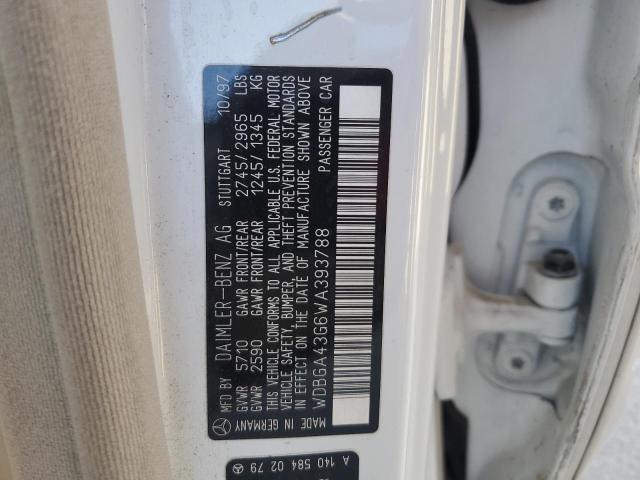 MFD BY DAIMLER-BENZ AG STUTTGART 10/97
GVWR 5710 GAWR FRONT/REAR 2745/2965 LBS
GVWR 2590 GAWR FRONT/REAR 1245/1345 KG
THIS VEHICLE CONFORMS TO ALL APPLICABLE U.S. FEDERAL MOTOR
VEHICLE SAFETY, BUMPER, AND THEFT PREVENTION STANDARDS
IN EFFECT ON THE DATE OF MANUFACTURE SHOWN ABOVE
WDBGA43G6WA393788 PASSENGER CAR
MADE IN GERMANY
A 140 584 02 79